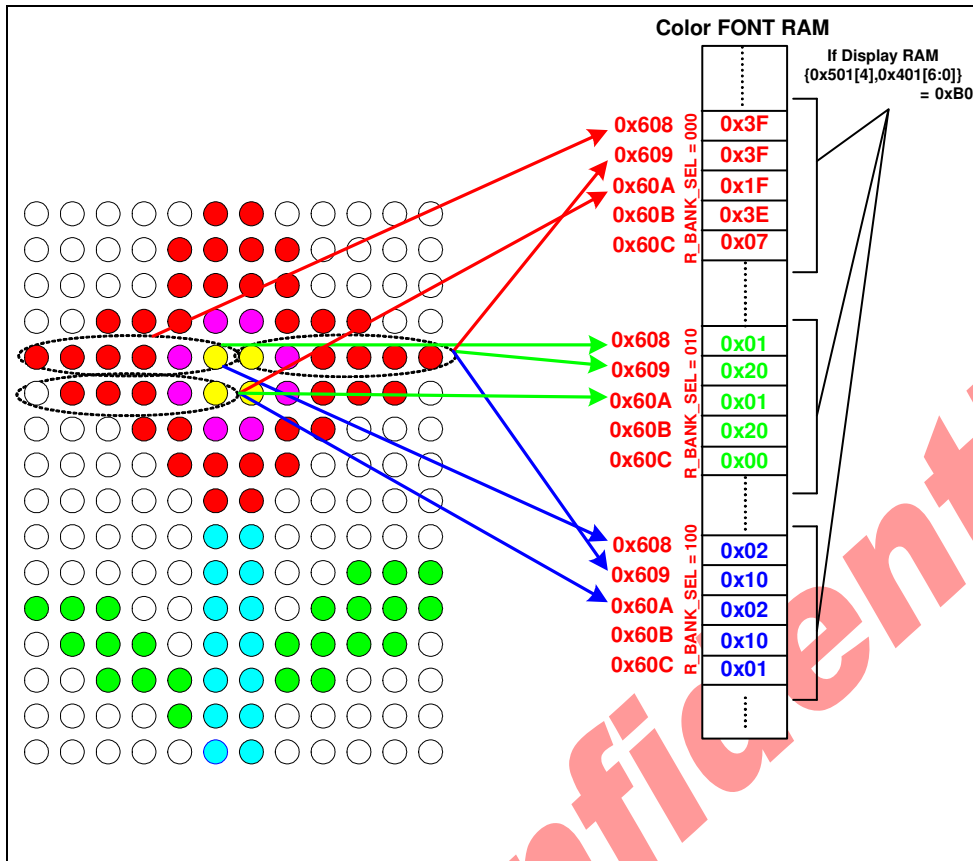 Color FONT RAM
If Display RAM
{0x501[4],0x401[6:0]}
= 0xB0
R_BANK_SEL = 000
0x608 0x3F
0x609 0x3F
0x60A 0x1F
0x60B 0x3E
0x60C 0x07
R_BANK_SEL = 010
0x608 0x01
0x609 0x20
0x60A 0x01
0x60B 0x20
0x60C 0x00
R_BANK_SEL = 100
0x608 0x02
0x609 0x10
0x60A 0x02
0x60B 0x10
0x60C 0x01